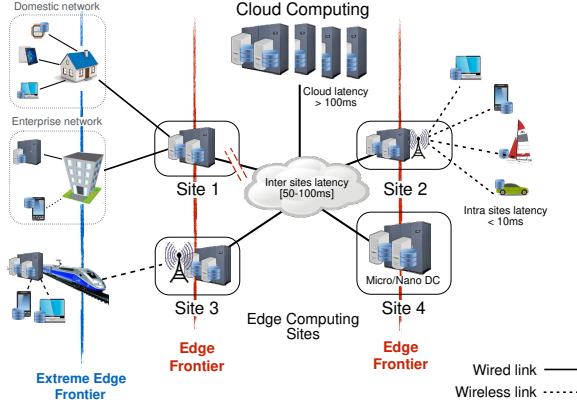 Domestic network
Cloud Computing
Cloud latency
> 100ms
Enterprise network
Site 1
Inter sites latency
[50-100ms]
Site 2
Intra sites latency
< 10ms
Site 3
Micro/Nano DC
Site 4
Edge Computing
Sites
Edge
Frontier
Edge
Frontier
Extreme Edge
Frontier
Wired link
Wireless link